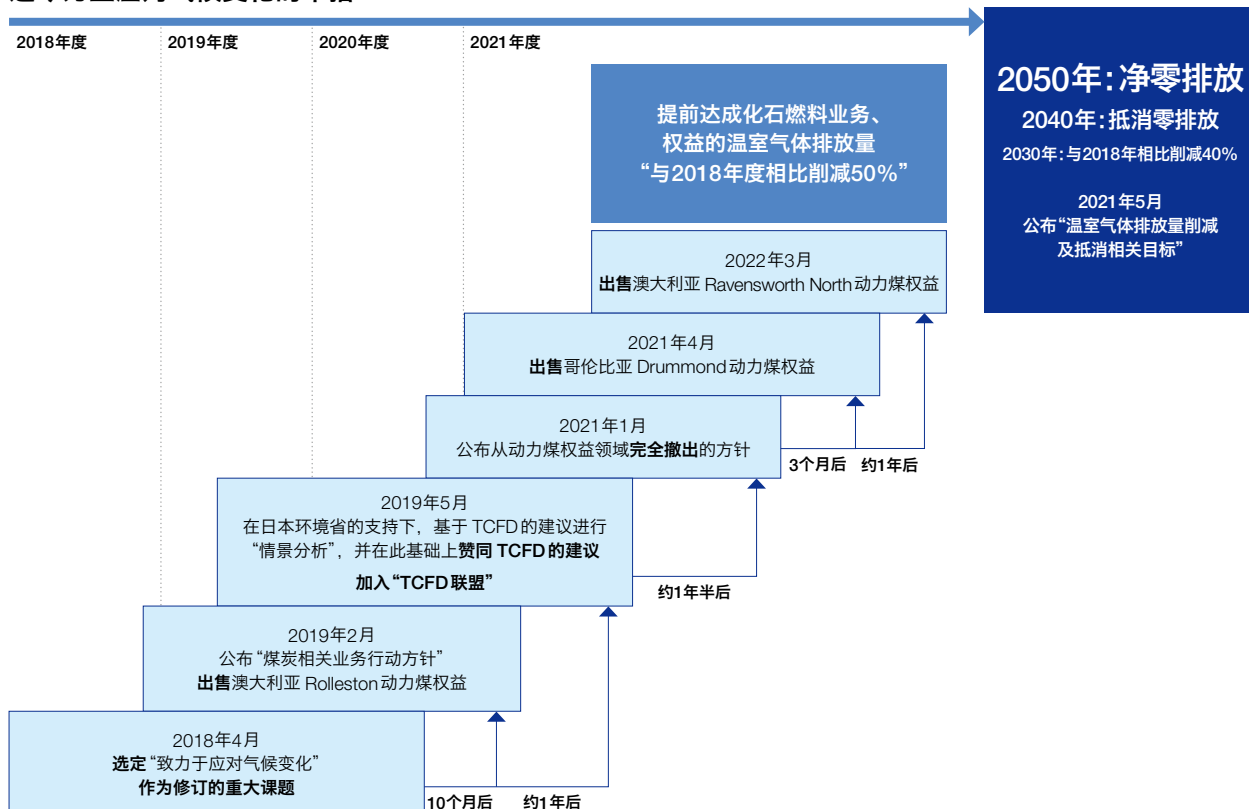 2018年度
2019年度
2020年度
2021年度
2050年：净零排放
2040年：抵消零排放
2030年：与2018年相比削减40%
2021年5月
公布“温室气体排放量削减
及抵消相关目标”
提前达成化石燃料业务、
权益的温室气体排放量
“与2018年度相比削减50%”
2022年3月
出售澳大利亚 Ravensworth North 动力煤权益
2021年4月
出售哥伦比亚 Drummond 动力煤权益
2021年1月
公布从动力煤权益领域完全撤出的方针
3个月后
约1年后
2019年5月
在日本环境省的支持下，基于 TCFD 的建议进行
“情景分析”，并在此基础上赞同 TCFD 的建议
加入“TCFD 联盟”
约1年半后
2019年2月
公布“煤炭相关业务行动方针”
出售澳大利亚 Rolleston 动力煤权益
2018年4月
选定“致力于应对气候变化”
作为修订的重大课题
10个月后
约1年后